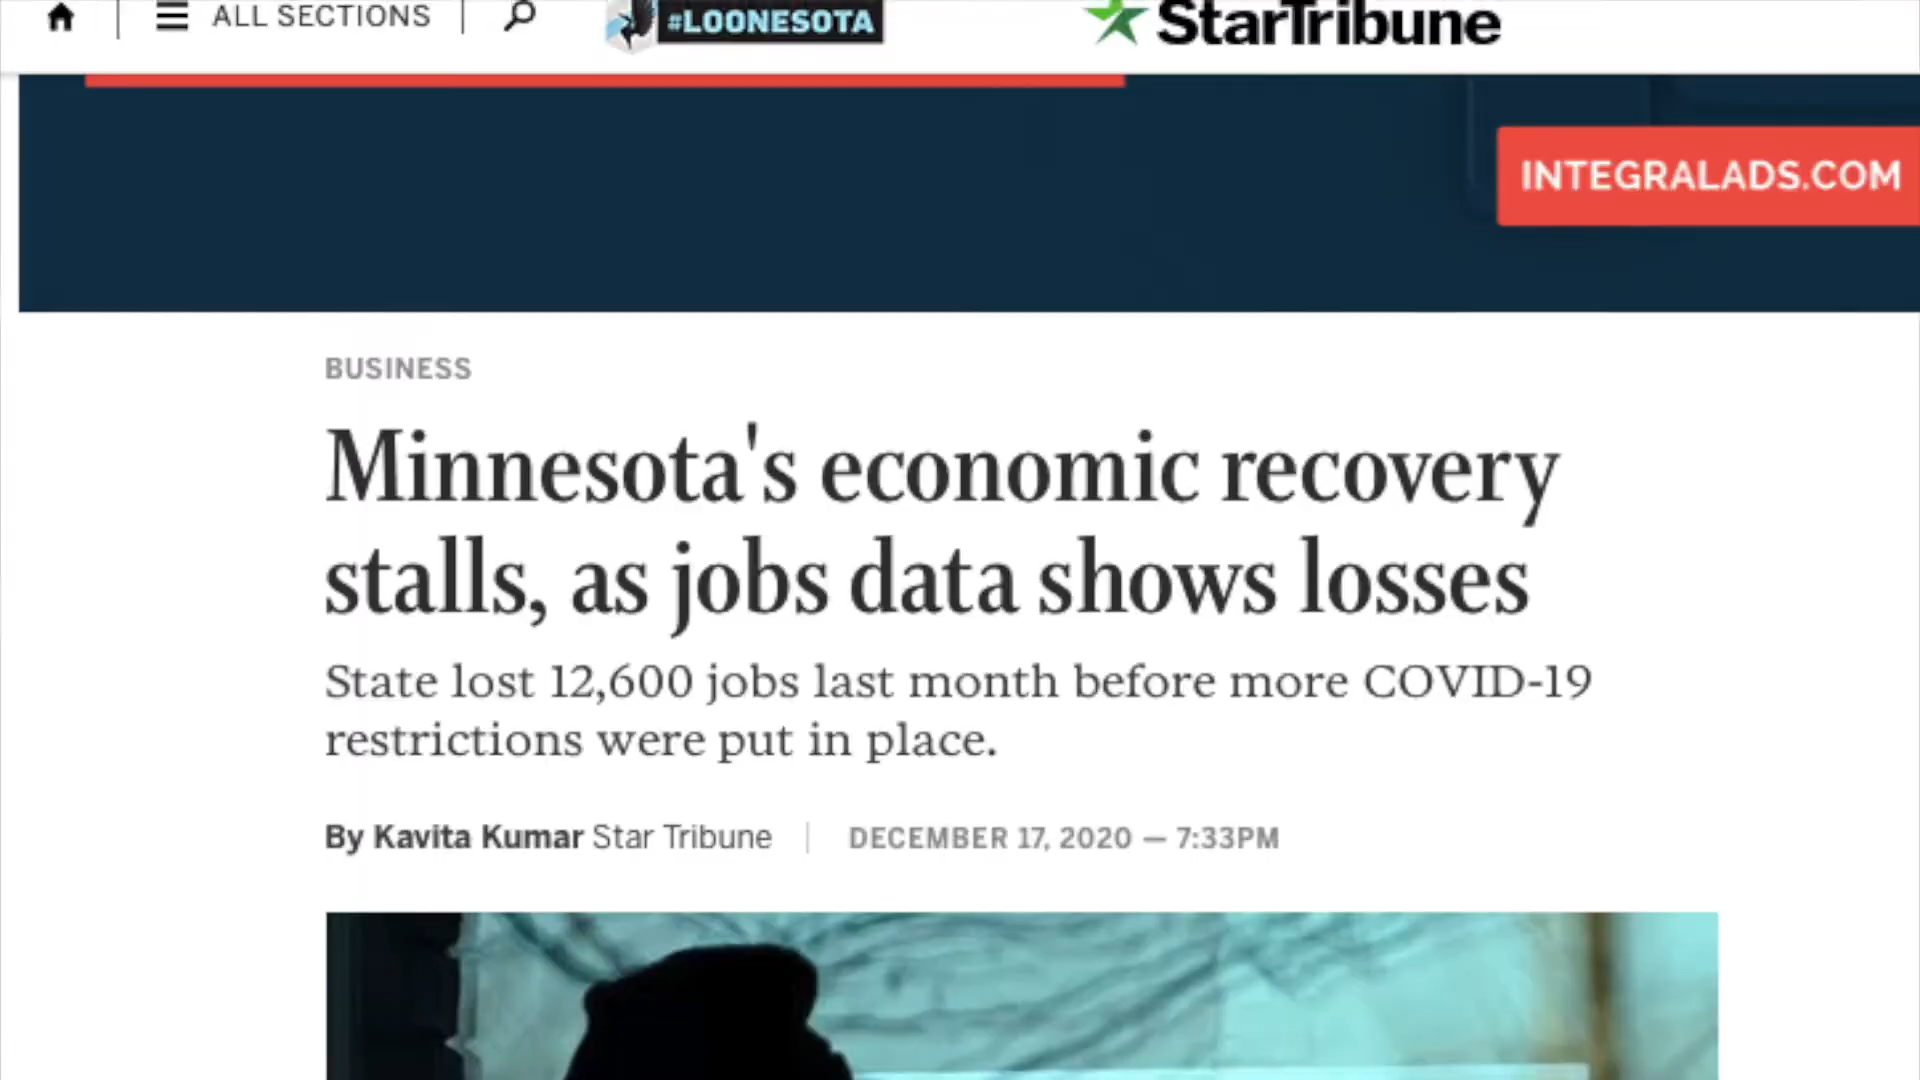 ALL SECTIONS
#LOONESOTA
StarTribune
INTEGRALADS.COM
BUSINESS
Minnesota's economic recovery
stalls, as jobs data shows losses
State lost 12,600 jobs last month before more COVID-19
restrictions were put in place.
By Kavita Kumar Star Tribune
DECEMBER 17, 2020 — 7:33PM